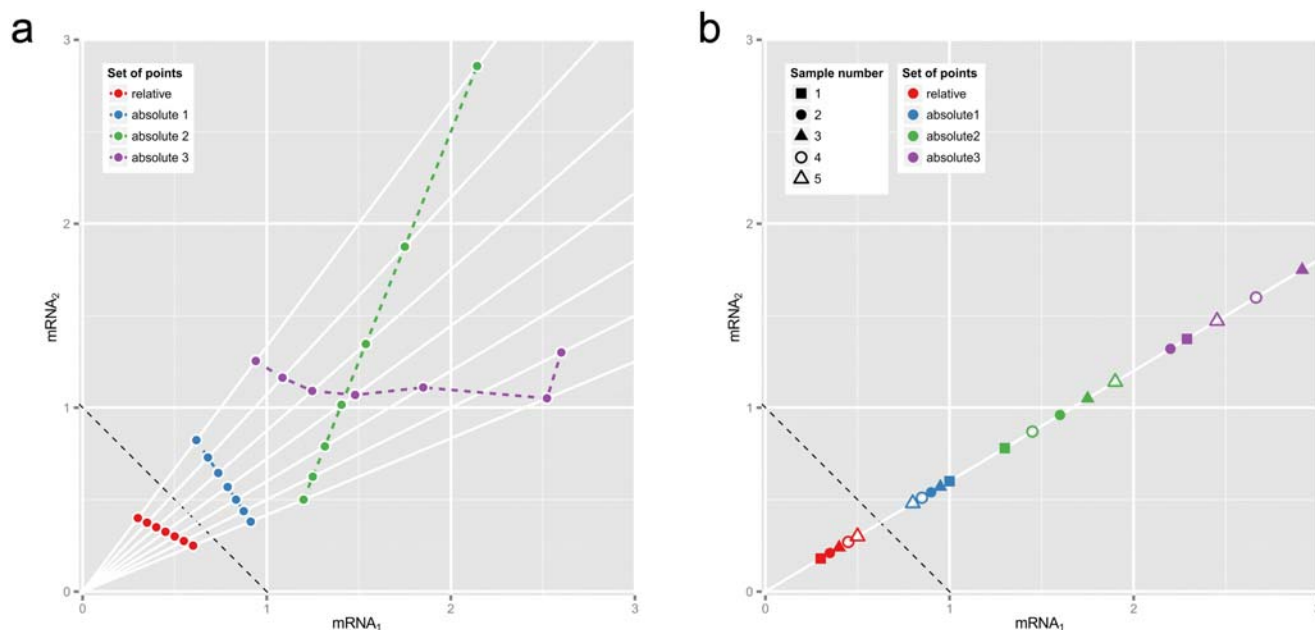 a
3
2
1
0
mRNA2
0
1
2
3
mRNA1
Set of points
relative
absolute 1
absolute 2
absolute 3
b
3
2
1
0
mRNA2
0
1
2
3
mRNA1
Sample number
1
2
3
4
5
Set of points
relative
absolute1
absolute2
absolute3